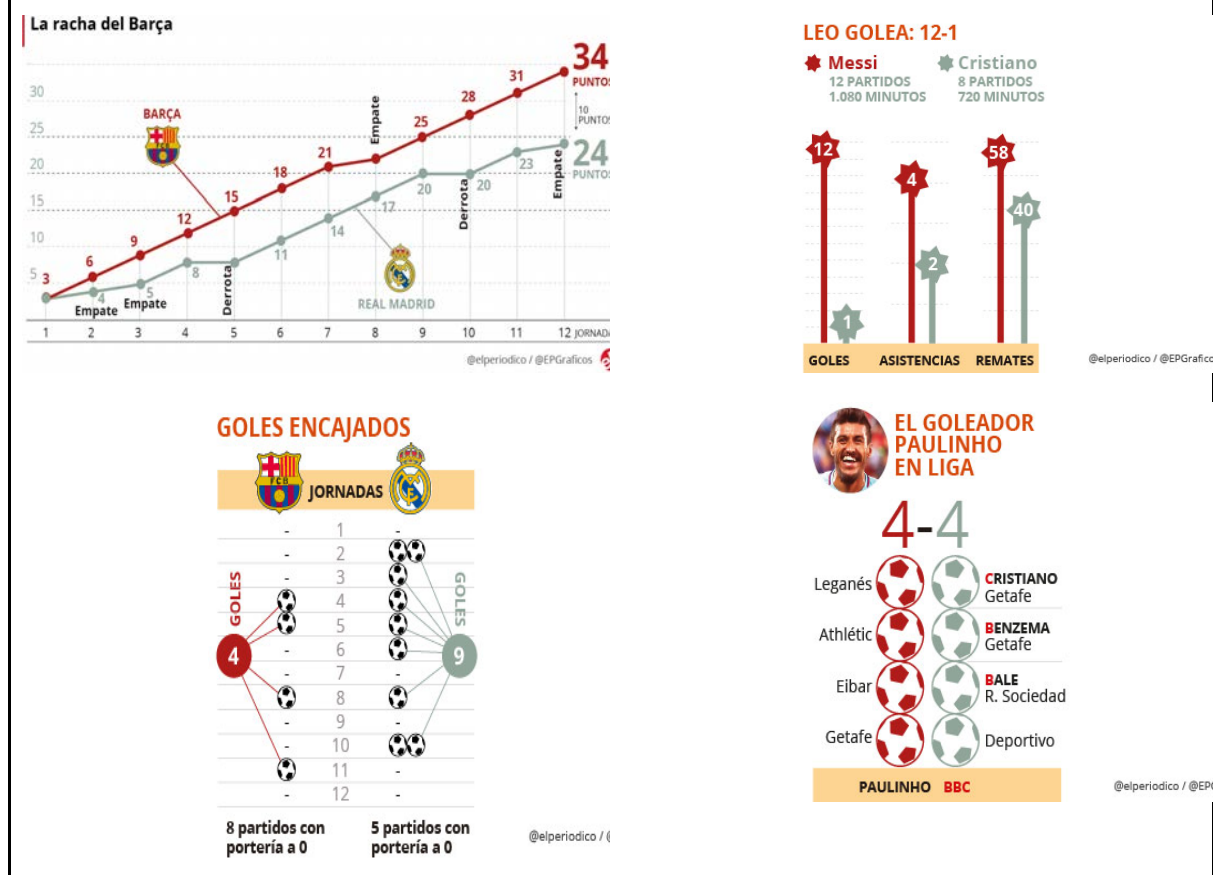 La racha del Barça
34
PUNTOS
10
PUNTOS
24
PUNTOS
30
25
20
15
10
5
BARÇA
FCB
3
6
9
12
15
18
21
25
28
31
4
5
8
11
14
17
20
20
23
Empate
Empate
Derrota
Empate
Derrota
Empate
REAL MADRID
1 2 3 4 5 6 7 8 9 10 11 12 JORNADA
@elperiodico / @EPGraficos
LEO GOLEA: 12-1
Messi
12 PARTIDOS
1.080 MINUTOS
Cristiano
8 PARTIDOS
720 MINUTOS
12 1 4 2 58 40
GOLES ASISTENCIAS REMATES
@elperiodico / @EPGrafico
GOLES ENCAJADOS
FCB
JORNADAS
- 1 -
- 2
- 3
4
5
- 6
- 7 -
8
- 9 -
- 10
11 -
- 12 -
GOLES
4
GOLES
9
8 partidos con
portería a 0
5 partidos con
portería a 0
@elperiodico / @
EL GOLEADOR
PAULINHO
EN LIGA
4-4
Leganés CRISTIANO
Getafe
Athlétic BENZEMA
Getafe
Eibar BALE
R. Sociedad
Getafe Deportivo
PAULINHO BBC
@elperiodico / @EPG